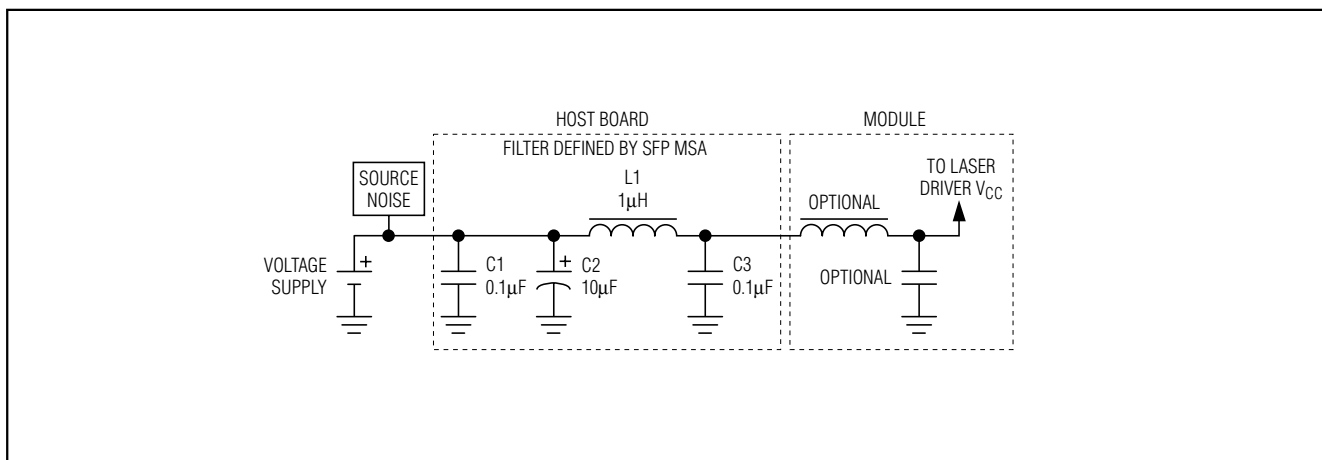 HOST BOARD
FILTER DEFINED BY SFP MSA
MODULE
SOURCE
NOISE
L1
1μH
OPTIONAL
TO LASER
DRIVER VCC
VOLTAGE
SUPPLY
+
C1
0.1μF
+
C2
10μF
C3
0.1μF
OPTIONAL